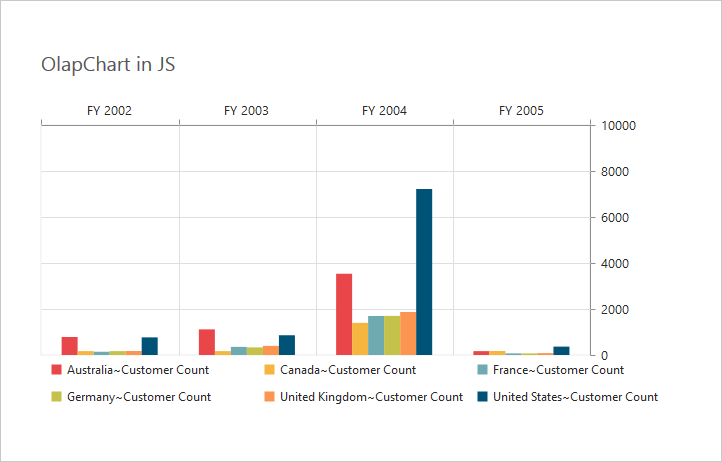 OlapChart in JS
FY 2002 FY 2003 FY 2004 FY 2005
10000
8000
6000
4000
2000
0
Australia~Customer Count Canada~Customer Count France~Customer Count
Germany~Customer Count United Kingdom~Customer Count United States~Customer Count